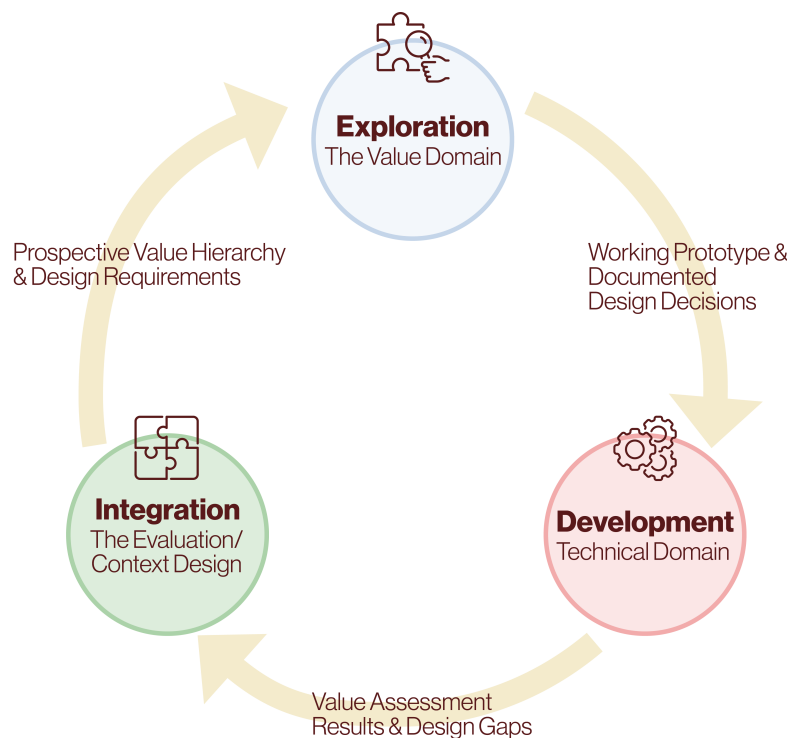 Exploration
The Value Domain
Prospective Value Hierarchy
& Design Requirements
Working Prototype &
Documented
Design Decisions
Integration
The Evaluation/
Context Design
Development
Technical Domain
Value Assessment
Results & Design Gaps